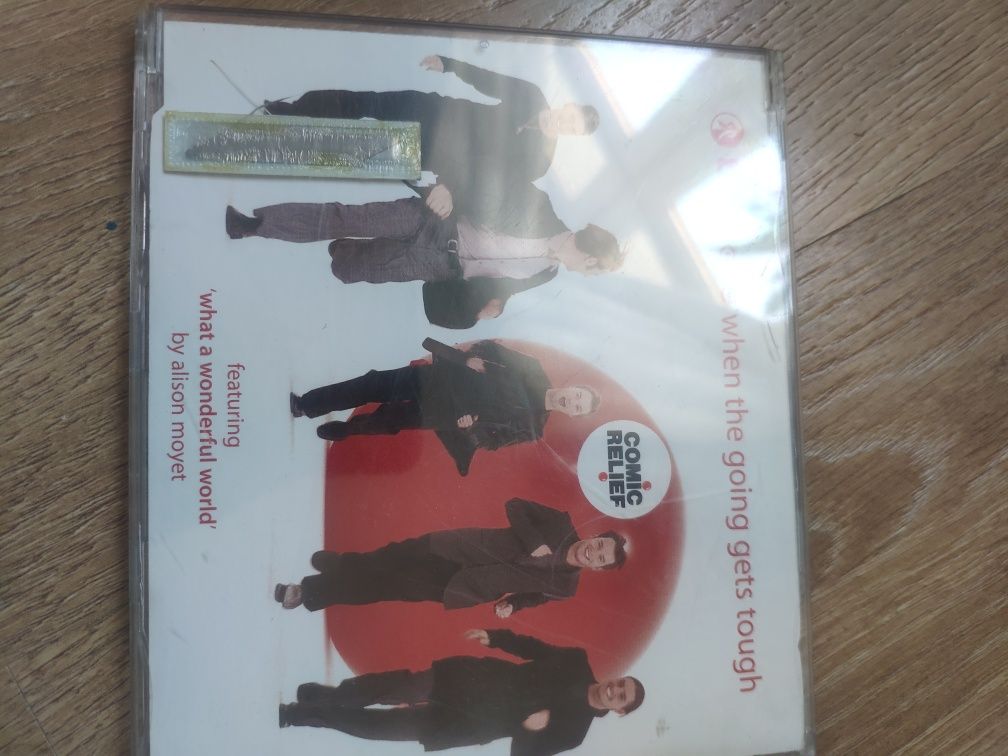 when the going gets tough
COMIC
RELIEF
featuring
'what a wonderful world'
by alison moyet